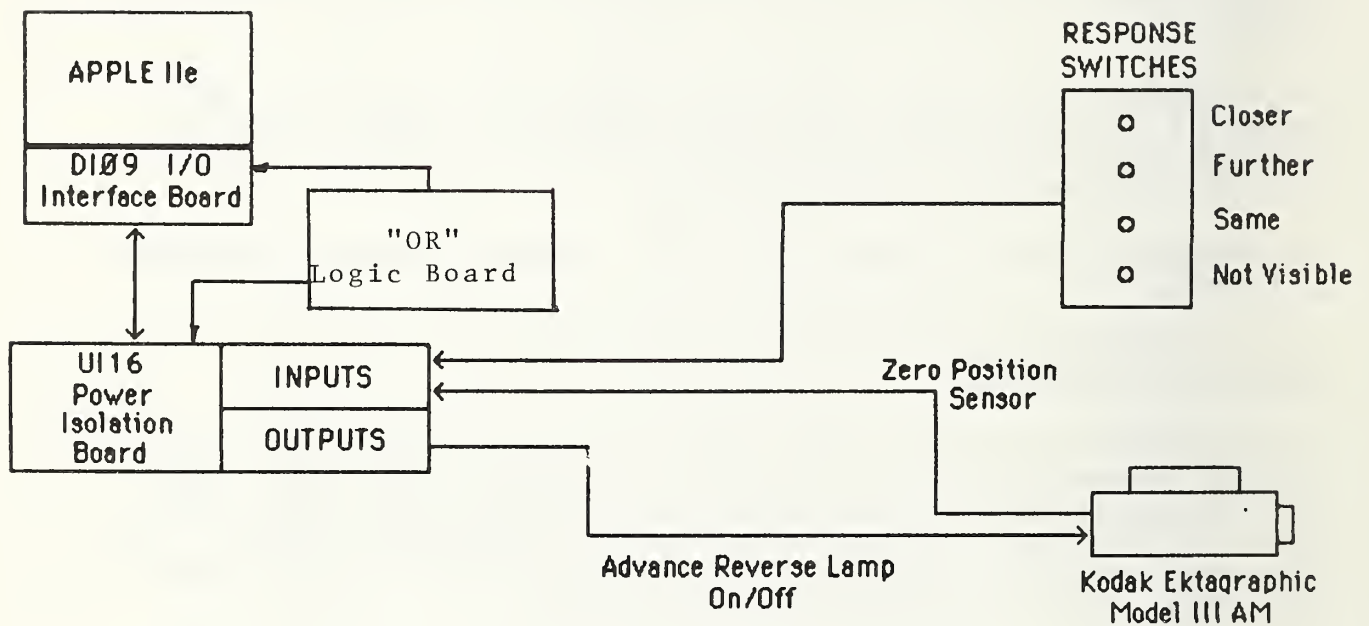 APPLE IIe
DIØ9 I/O
Interface Board
"OR"
Logic Board
UI16
Power
Isolation
Board
INPUTS
OUTPUTS
RESPONSE
SWITCHES
Closer
Further
Same
Not Visible
Zero Position
Sensor
Advance Reverse Lamp
On/Off
Kodak Ektagraphic
Model III AM